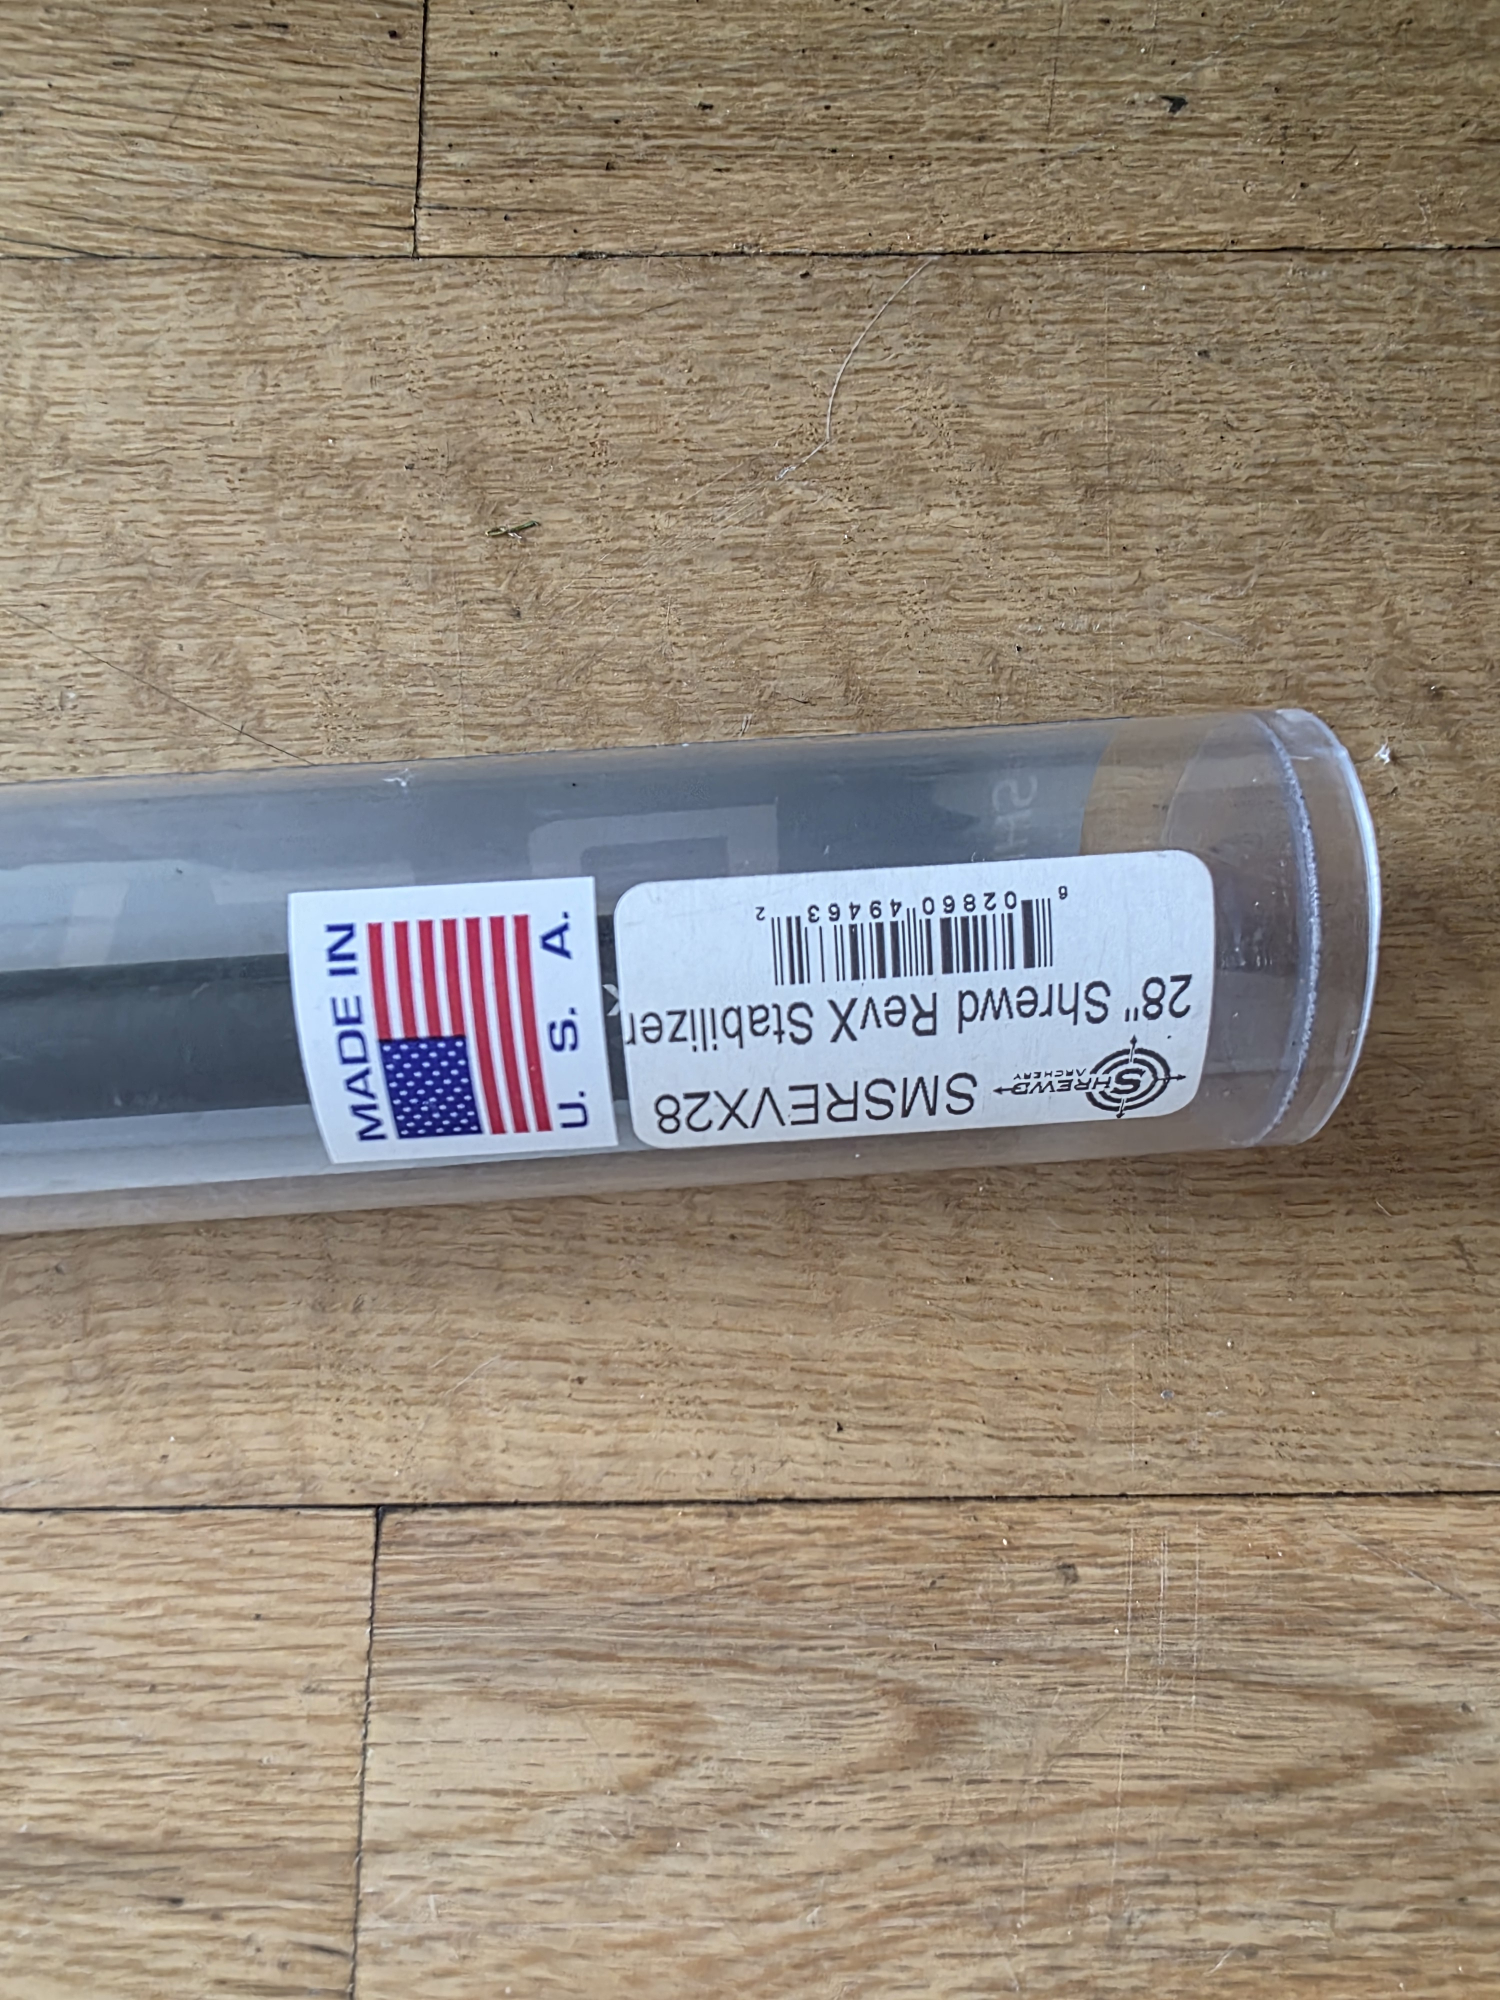 SHREWD
ARCHERY
SMSREVX28
28" Shrewd RevX Stabilizer
6 02860 49463 2
MADE IN
U. S. A.